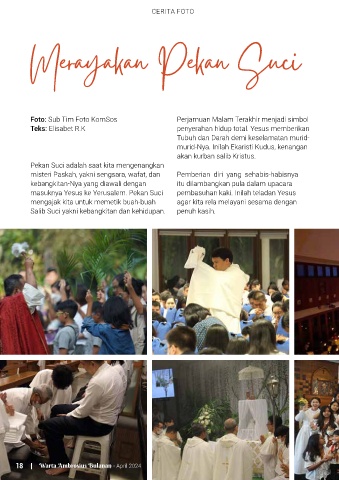 CERITA FOTO
Merayakan Pekan Suci
Foto: Sub Tim Foto KomSos
Teks: Elisabet R.K
Pekan Suci adalah saat kita mengenangkan
misteri Paskah, yakni sengsara, wafat, dan
kebangkitan-Nya yang diawali dengan
masuknya Yesus ke Yerusalem. Pekan Suci
mengajak kita untuk memetik buah-buah
Salib Suci yakni kebangkitan dan kehidupan.
Perjamuan Malam Terakhir menjadi simbol
penyerahan hidup total. Yesus memberikan
Tubuh dan Darah demi keselamatan murid-
murid-Nya. Inilah Ekaristi Kudus, kenangan
akan kurban salib Kristus.
Pemberian diri yang sehabis-habisnya
itu dilambangkan pula dalam upacara
pembasuhan kaki. Inilah teladan Yesus
agar kita rela melayani sesama dengan
penuh kasih.
18 | Warta Ambrosius Bulanan - April 2024